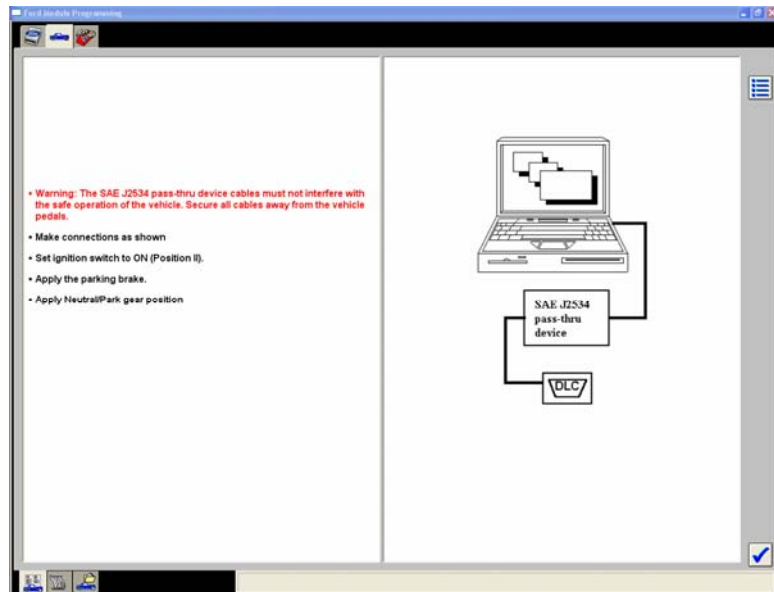 Ford Module Programming
• Warning: The SAE J2534 pass-thru device cables must not interfere with
the safe operation of the vehicle. Secure all cables away from the vehicle
pedals.
• Make connections as shown
• Set ignition switch to ON (Position II).
• Apply the parking brake.
• Apply Neutral/Park gear position
SAE J2534
pass-thru
device
DLC